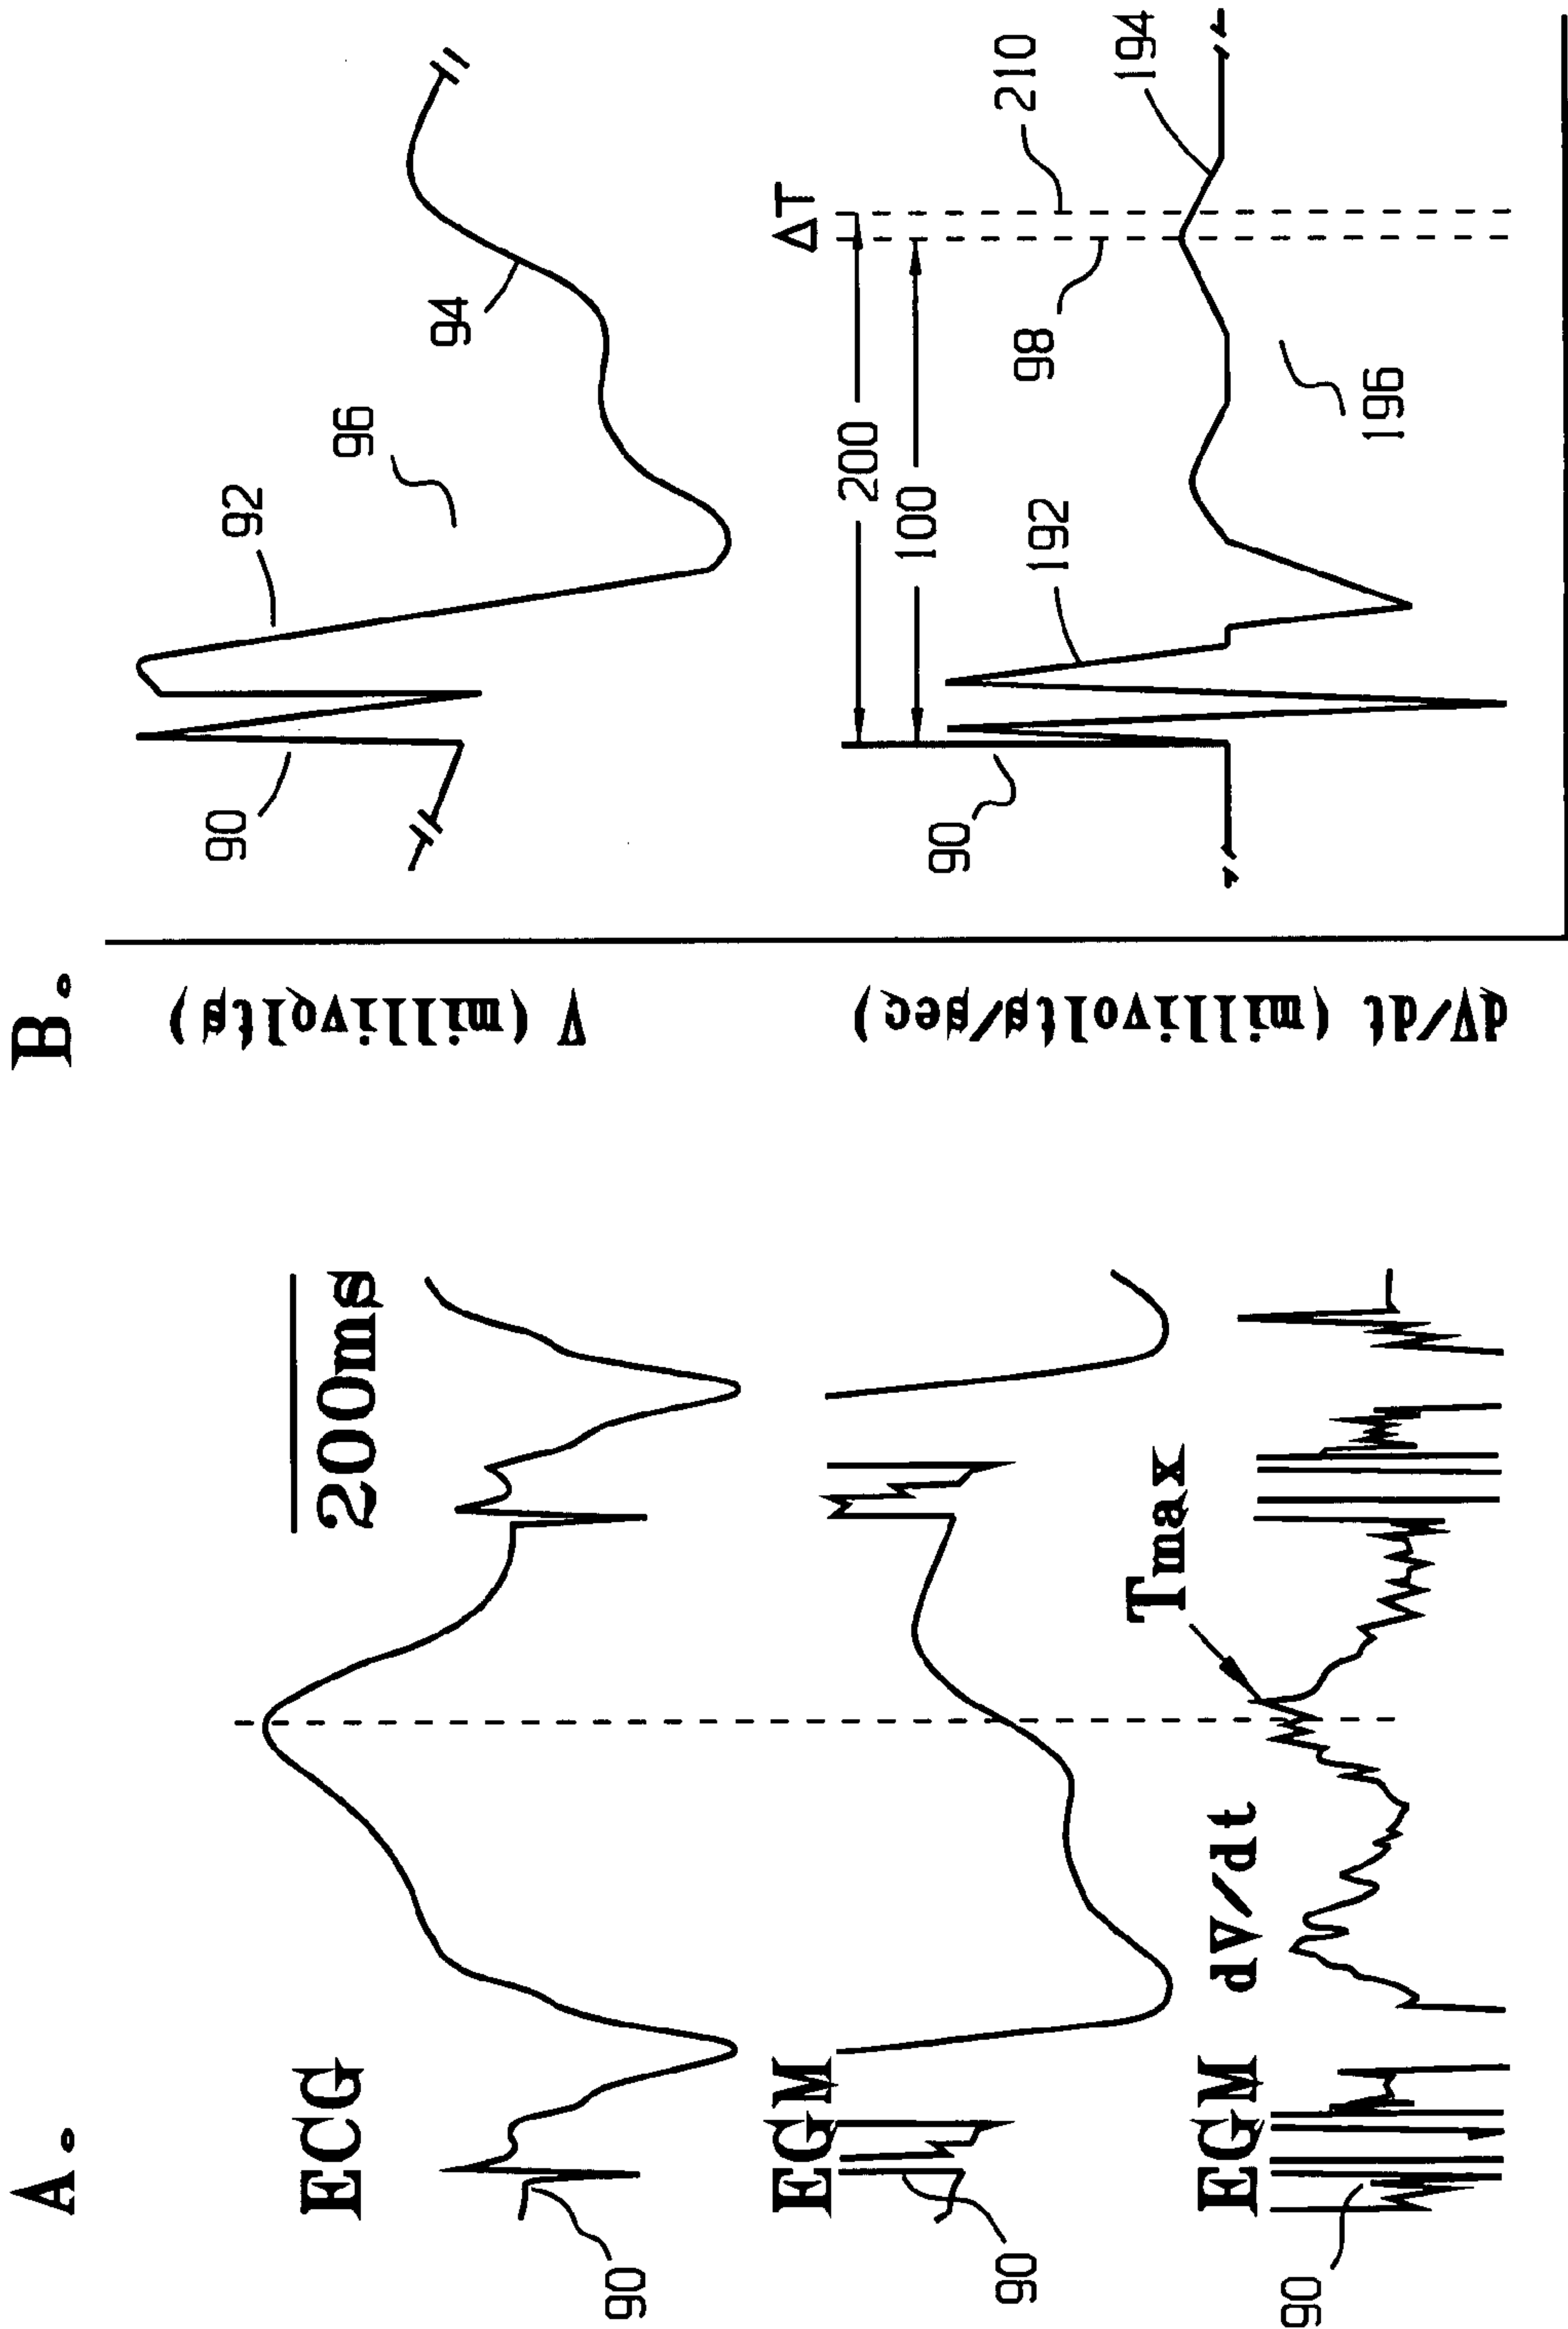 A.
ECG
200ms
90
EGM
90
EGM dV/dt
Tmax
90
B.
V (millivolts)
90
92
96
94
dV/dt (millivolts/sec)
ΔT
200
100
90
192
98
210
194
196